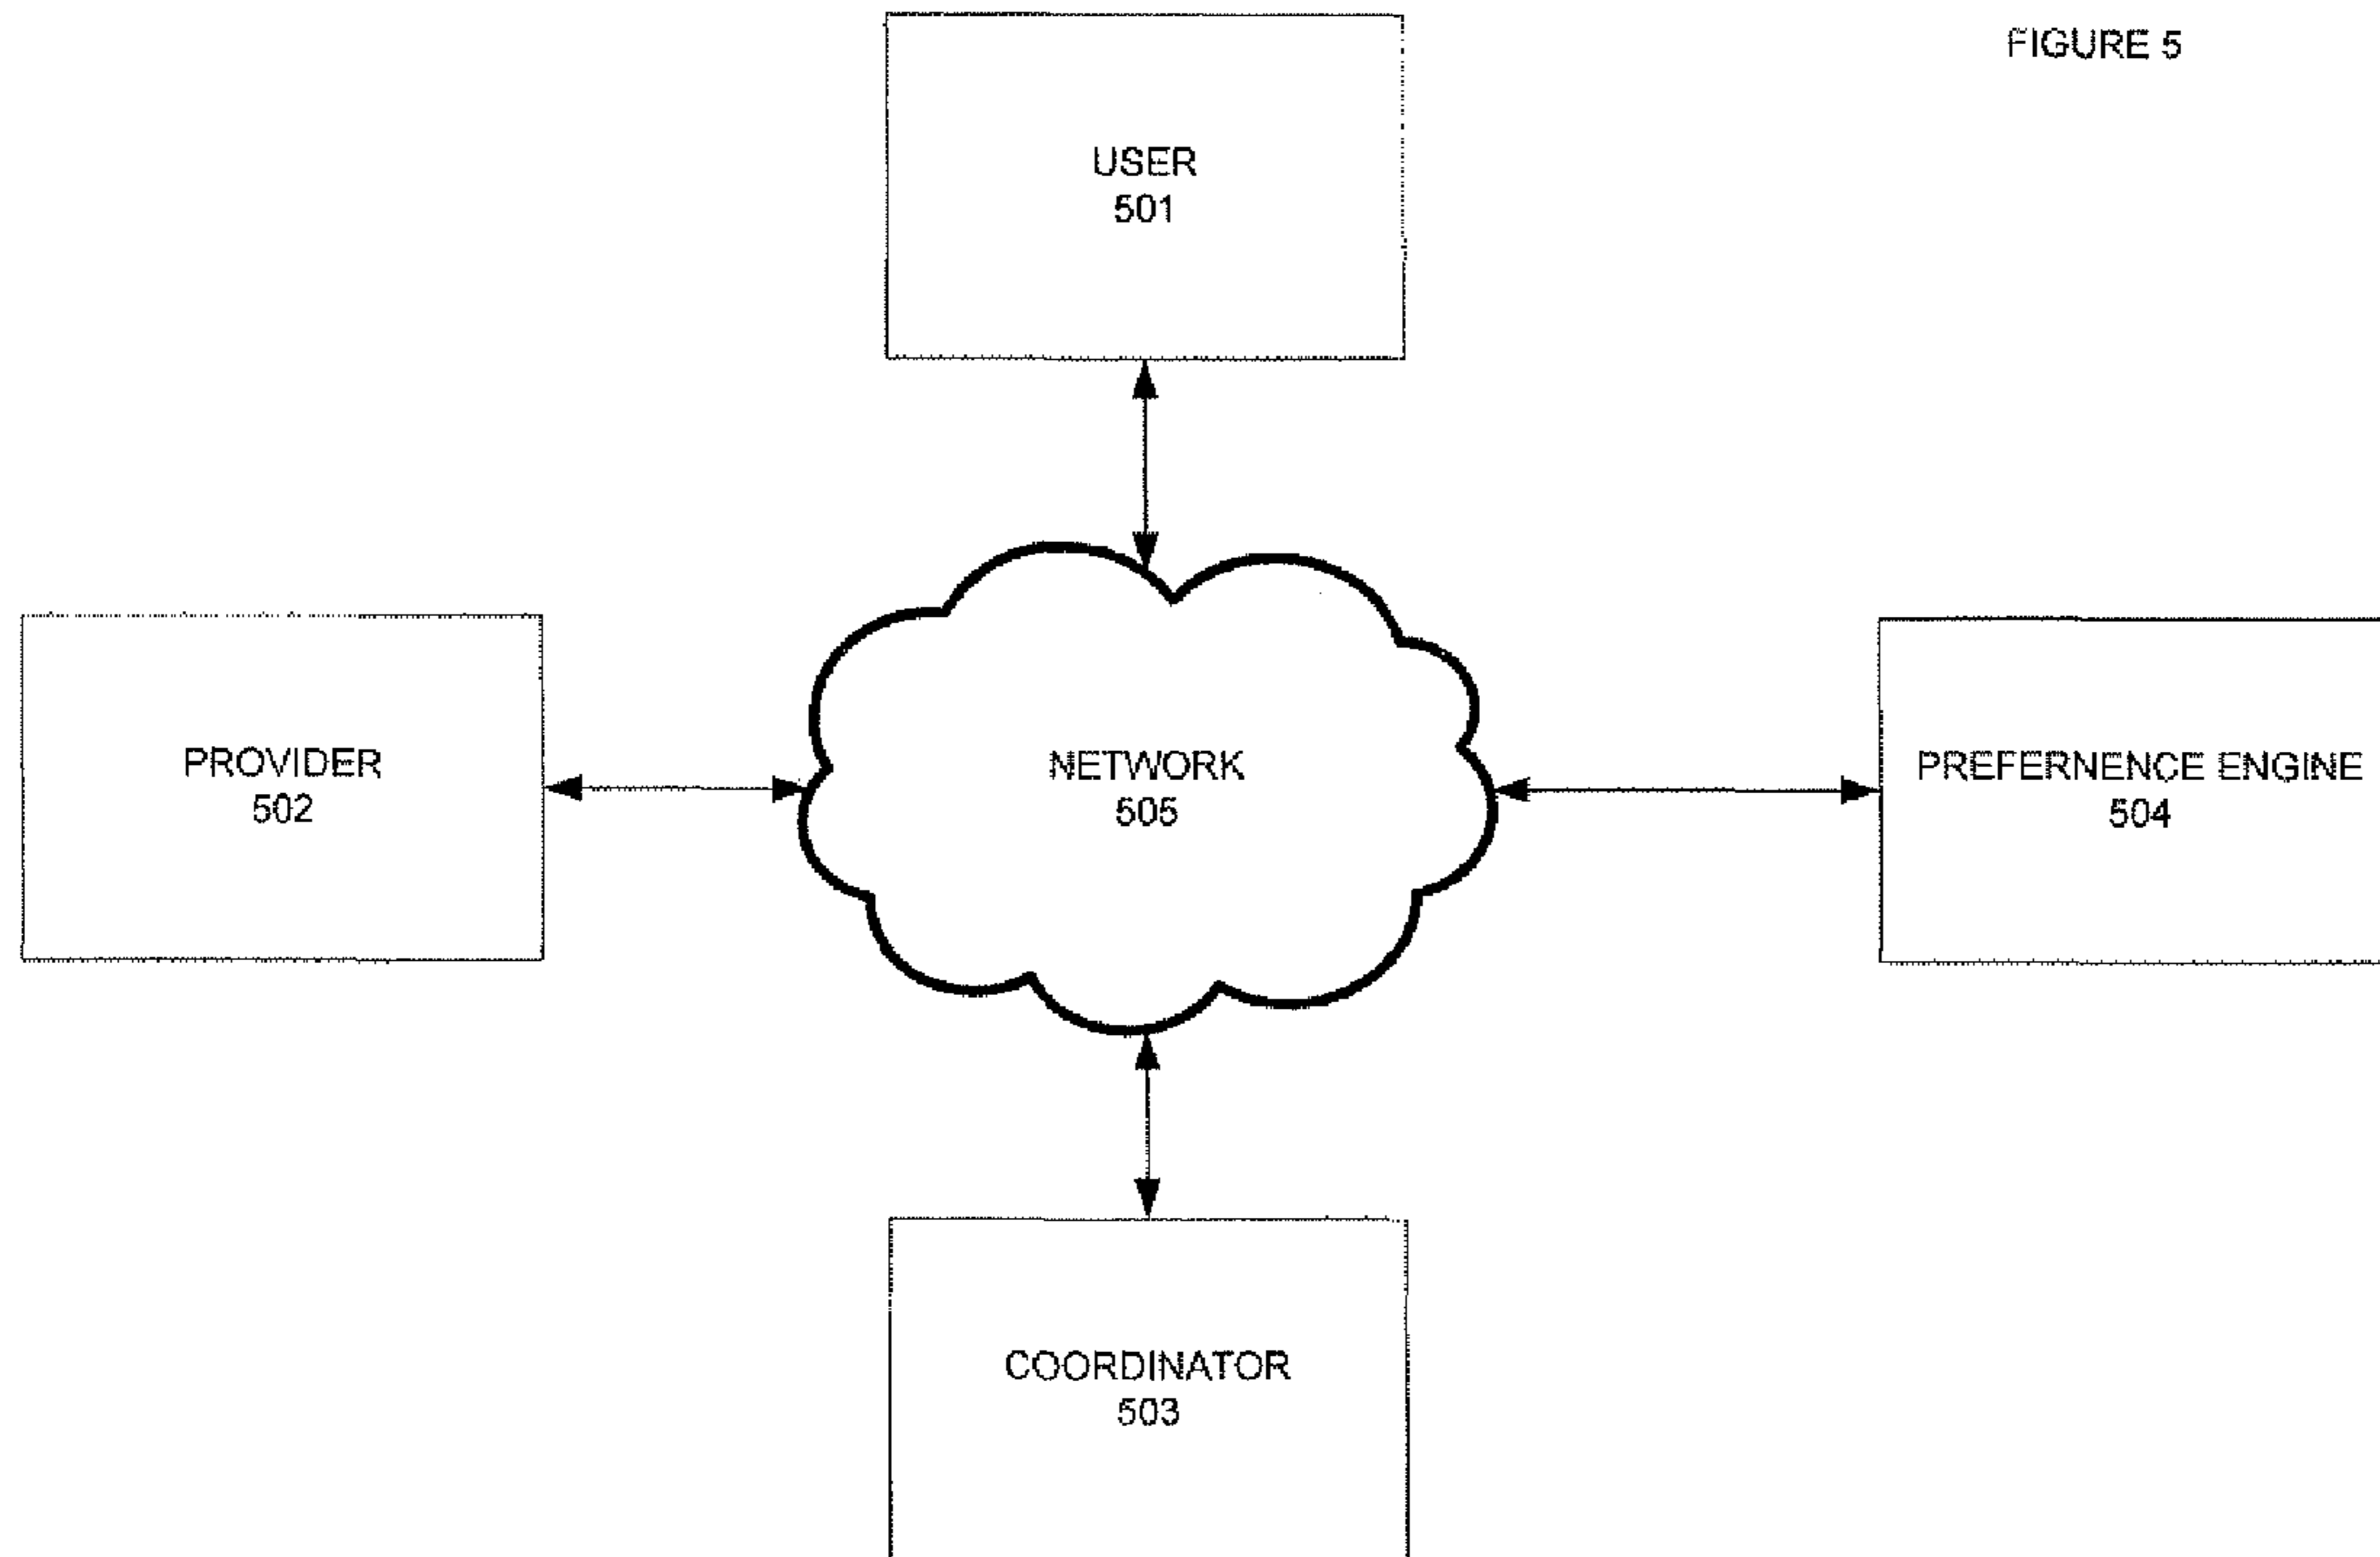 FIGURE 5
USER
501
PROVIDER
502
NETWORK
505
PREFERNENCE ENGINE
504
COORDINATOR
503